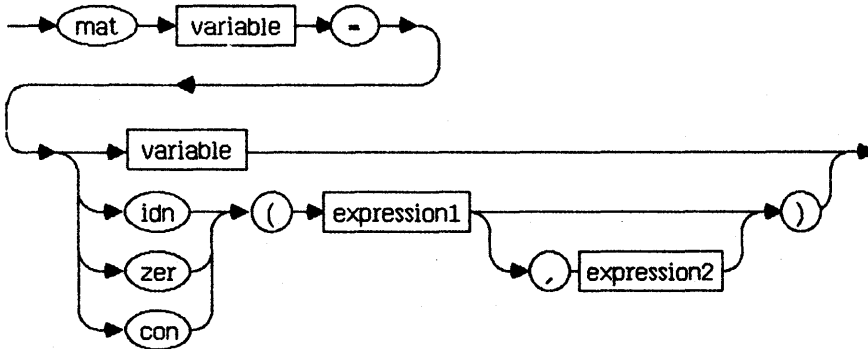 mat variable =
variable
idn ( expression1 )
zer , expression2
con